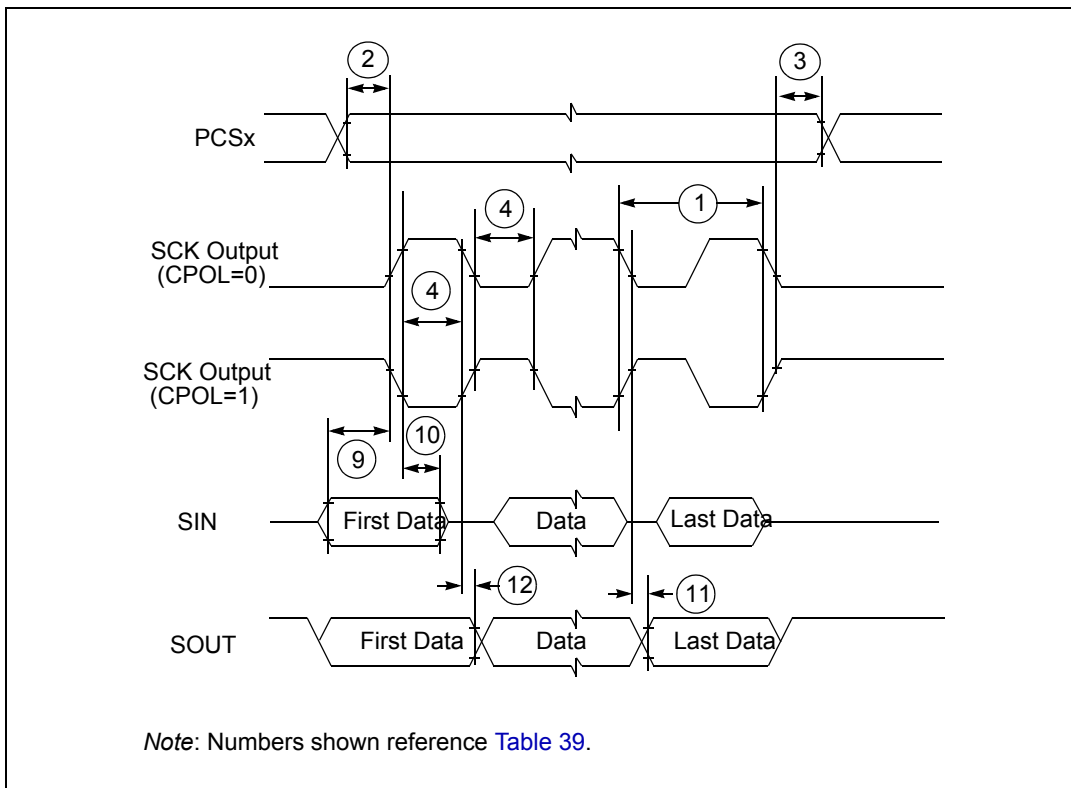 2
3
PCSx
4
1
SCK Output
(CPOL=0)
4
SCK Output
(CPOL=1)
10
9
SIN
First Data
Data
Last Data
12
11
SOUT
First Data
Data
Last Data
Note: Numbers shown reference Table 39.